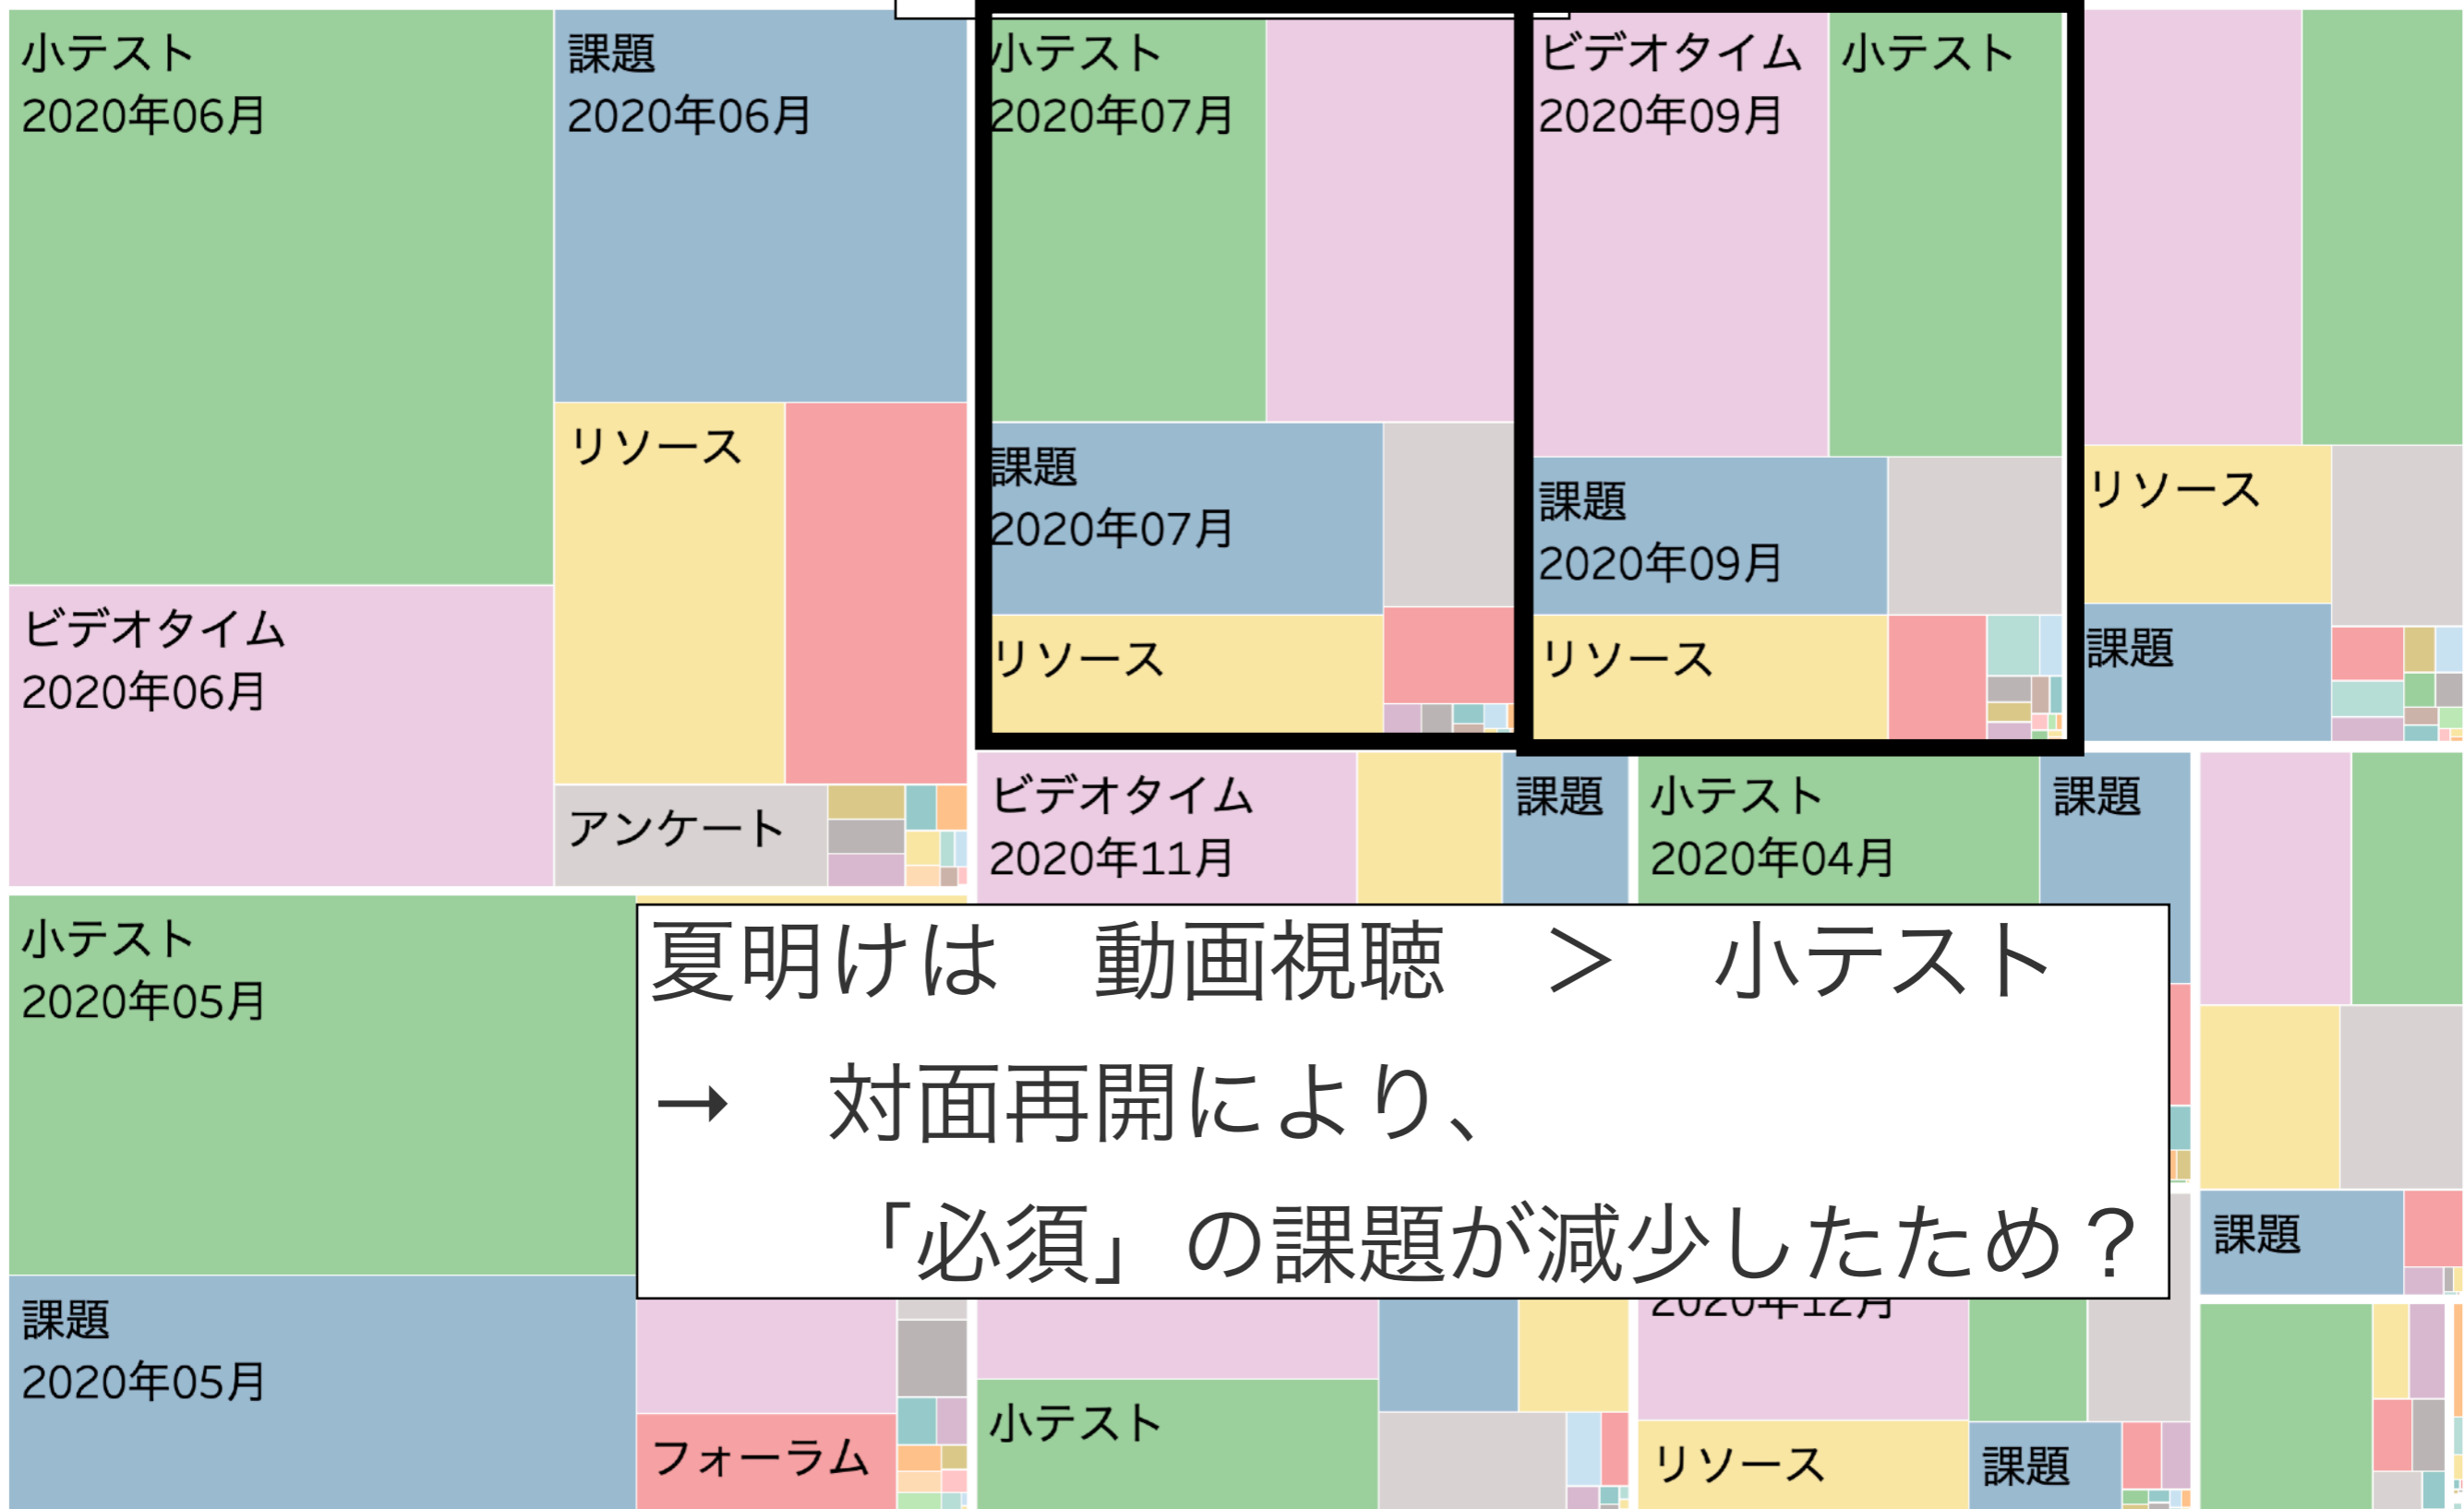 小テスト
2020年06月
課題
2020年06月
リソース
ビデオタイム
2020年06月
アンケート
小テスト
2020年07月
課題
2020年07月
リソース
ビデオタイム
2020年09月
小テスト
課題
2020年09月
リソース
リソース
課題
ビデオタイム
2020年11月
課題
小テスト
2020年04月
課題
小テスト
2020年05月
課題
2020年05月
フォーラム
夏明けは　動画視聴　＞　小テスト
→　対面再開により、
「必須」の課題が減少したため？
課題
小テスト
2020年12月
リソース
課題